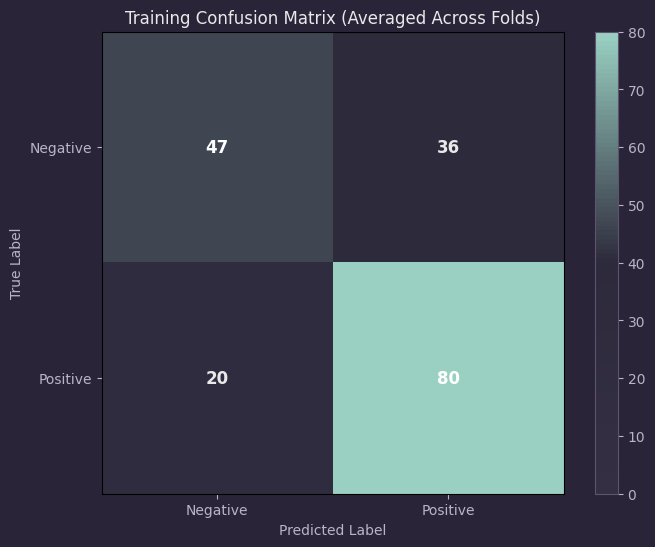 Training Confusion Matrix (Averaged Across Folds)
Negative
47
36
Positive
20
80
Negative
Positive
Predicted Label
True Label
80
70
60
50
40
30
20
10
0